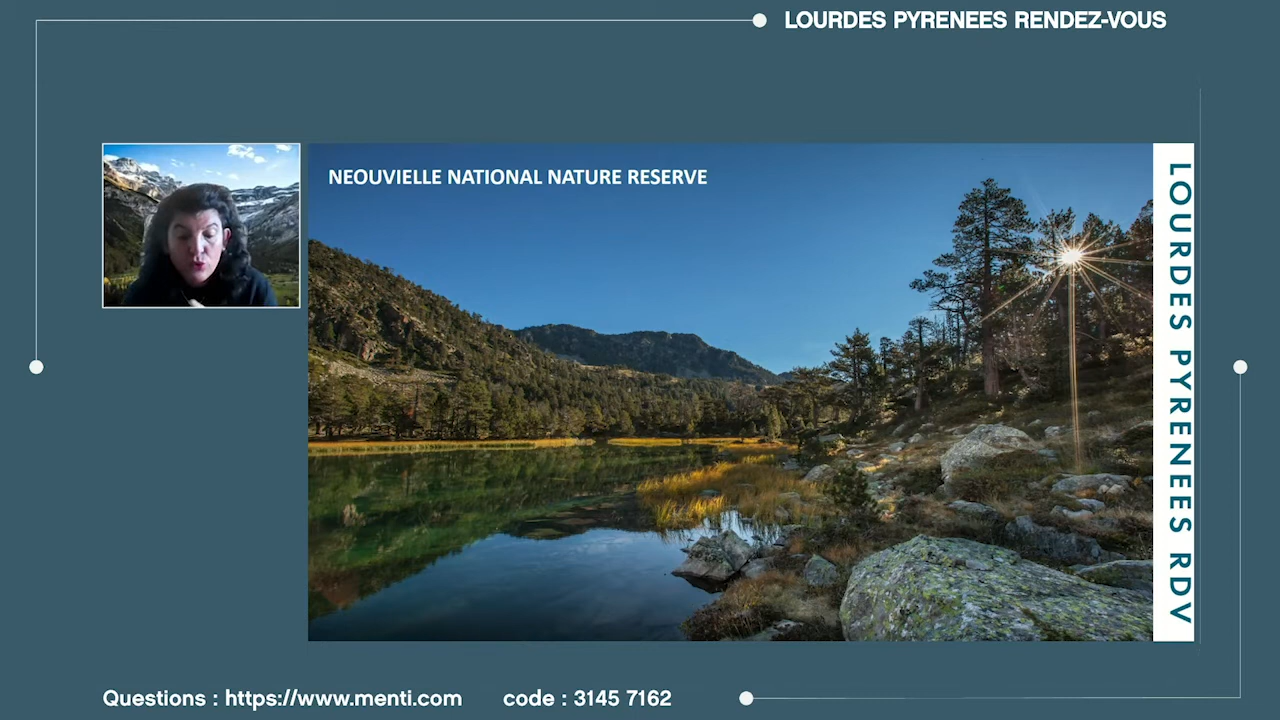 LOURDES PYRENEES RENDEZ-VOUS
NEOUVIELLE NATIONAL NATURE RESERVE
LOURDES PYRENEES RDV
Questions : https://www.menti.com code : 3145 7162